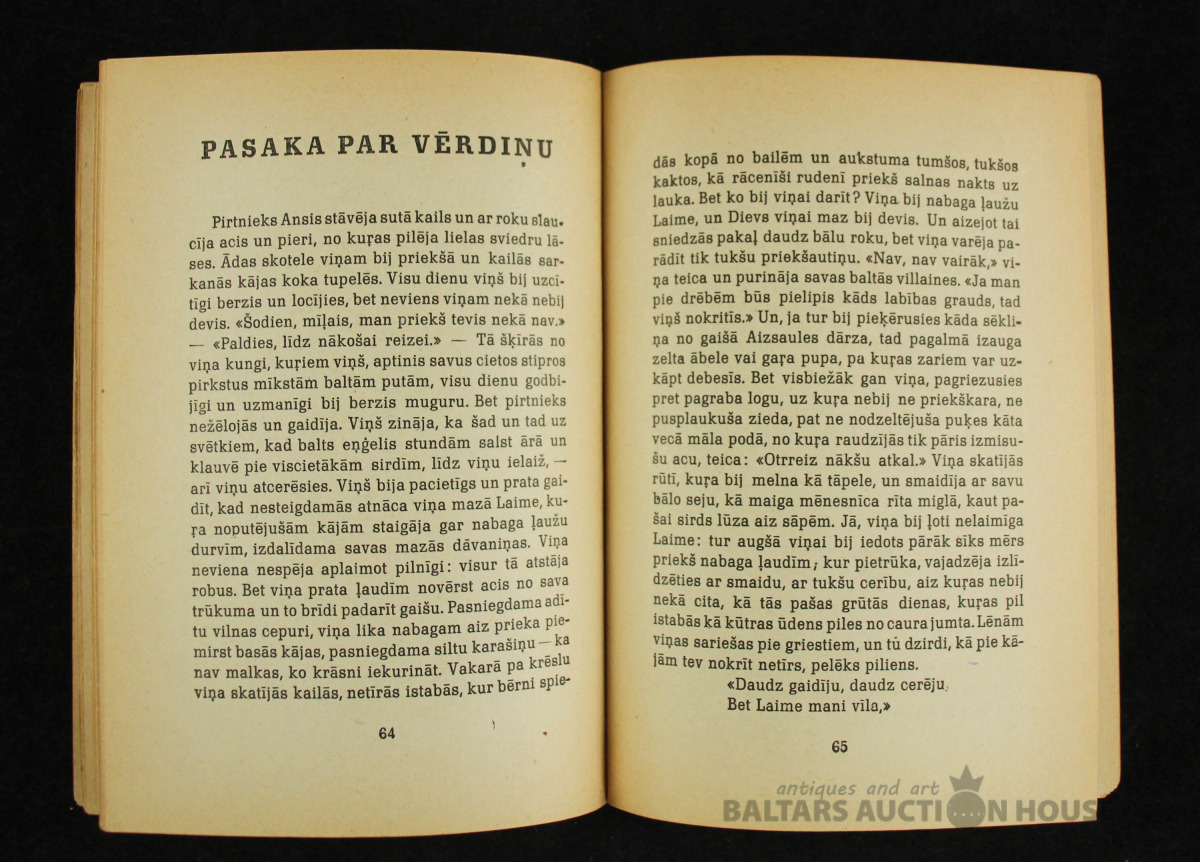 PASAKA PAR VĒRDIŅU
Pirtnieks Ansis stāvēja sutā kails un ar roku slau-
cīja acis un pieri, no kuŗas pilēja lielas sviedru lā-
ses. Ādas skotele viņam bij priekšā un kailās sar-
kanās kājas koka tupelēs. Visu dienu viņš bij uzcī-
tīgi berzis un locījies, bet neviens viņam nekā nebij
devis. «Šodien, mīļais, man priekš tevis nekā nav.»
— «Paldies, līdz nākošai reizei.» — Tā šķīrās no
viņa kungi, kuŗiem viņš, aptinis savus cietos stipros
pirkstus mīkstām baltām putām, visu dienu godbi-
jīgi un uzmanīgi bij berzis muguru. Bet pirtnieks
nežēlojās un gaidīja. Viņš zināja, ka šad un tad uz
svētkiem, kad balts eņģelis stundām salst ārā un
klauvē pie viscietākām sirdīm, līdz viņu ielaiž, —
arī viņu atcerēsies. Viņš bija pacietīgs un prata gai-
dīt, kad nesteigdamās atnāca viņa mazā Laime, ku-
ŗa noputējušām kājām staigāja gar nabaga ļaužu
durvīm, izdalīdama savas mazās dāvaniņas. Viņa
neviena nespēja aplaimot pilnīgi: visur tā atstāja
robus. Bet viņa prata ļaudīm novērst acis no sava
trūkuma un to brīdi padarīt gaišu. Pasniegdama adī-
tu vilnas cepuri, viņa lika nabagam aiz prieka pie-
mirst basās kājas, pasniegdama siltu karašiņu — ka
nav malkas, ko krāsni iekurināt. Vakarā pa krēslu
viņa skatījās kailās, netīrās istabās, kur bērni spie-
64
dās kopā no bailēm un aukstuma tumšos, tukšos
kaktos, kā rācenīši rudenī priekš salnas nakts uz
lauka. Bet ko bij viņai darīt? Viņa bij nabaga ļaužu
Laime, un Dievs viņai maz bij devis. Un aizejot tai
sniedzās pakaļ daudz bālu roku, bet viņa varēja pa-
rādīt tik tukšu priekšautiņu. «Nav, nav vairāk,» vi-
ņa teica un purināja savas baltās villaines. «Ja man
pie drēbēm būs pielipis kāds labības grauds, tad
viņš nokritīs.» Un, ja tur bij pieķērusies kāda sēkli-
ņa no gaišā Aizsaules dārza, tad pagalmā izauga
zelta ābele vai gaŗa pupa, pa kuŗas zariem var uz-
kāpt debesīs. Bet visbiežāk gan viņa, pagriezusies
pret pagraba logu, uz kuŗa nebij ne priekškara, ne
pusplaukuša zieda, pat ne nodzeltējuša puķes kāta
vecā māla podā, no kuŗa raudzījās tik pāris izmisu-
šu acu, teica: «Otrreiz nākšu atkal.» Viņa skatījās
rūtī, kuŗa bij melna kā tāpele, un smaidīja ar savu
bālo seju, kā maiga mēnesnīca rīta miglā, kaut pa-
šai sirds lūza aiz sāpēm. Jā, viņa bij ļoti nelaimīga
Laime: tur augšā viņai bij iedots pārāk sīks mērs
priekš nabaga ļaudīm; kur pietrūka, vajadzēja izlī-
dzēties ar smaidu, ar tukšu cerību, aiz kuŗas nebij
nekā cita, kā tās pašas grūtās dienas, kuŗas pil
istabās kā kūtras ūdens piles no caura jumta. Lēnām
viņas sariešas pie griestiem, un tu dzirdi, kā pie kā-
jām tev nokrīt netīrs, pelēks piliens.
«Daudz gaidīju, daudz cerēju,
Bet Laime mani vīla,»
65
antiques and art
BALTARS AUCTION HOUS